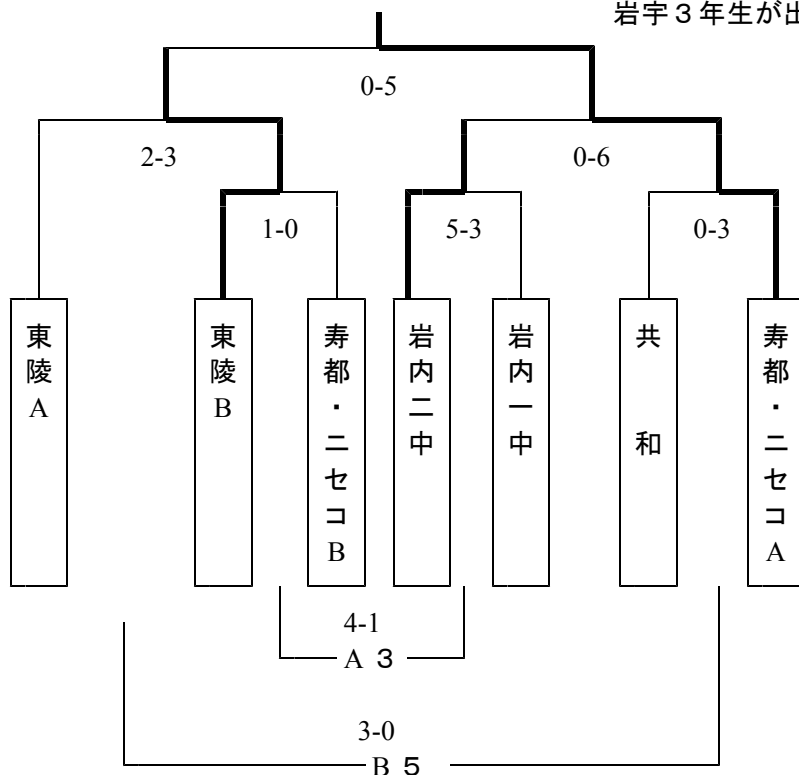 岩宇３年生が出
0-5
2-3
0-6
1-0
5-3
0-3
東陵A
東陵B
寿都・ニセコB
岩内二中
岩内一中
共和
寿都・ニセコA
4-1
A ３
3-0
B ５